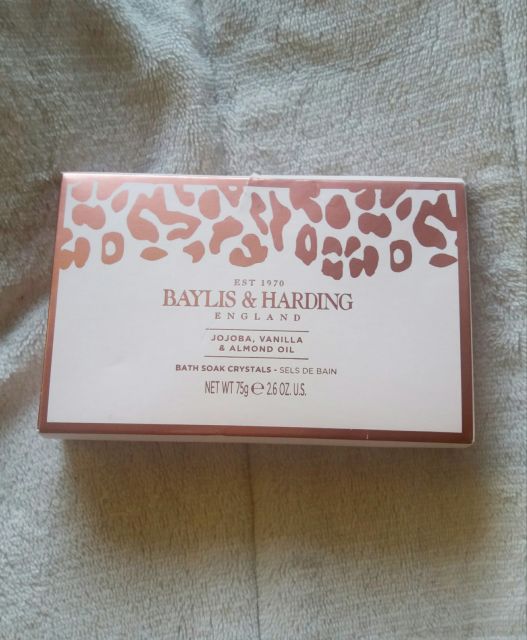 EST 1970
BAYLIS & HARDING
ENGLAND
JOJOBA, VANILLA
& ALMOND OIL
BATH SOAK CRYSTALS - SELS DE BAIN
NET WT 75g ℮ 2.6 OZ. U.S.